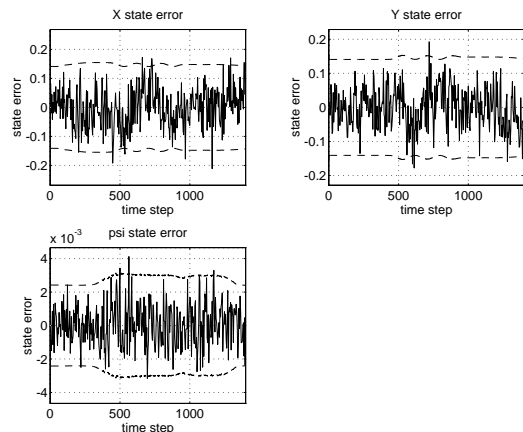 X state error
0.2
0.1
0
-0.1
-0.2
state error
0 500 1000
time step
Y state error
0.2
0.1
0
-0.1
-0.2
state error
0 500 1000
time step
psi state error
x 10⁻³
4
2
0
-2
-4
state error
0 500 1000
time step